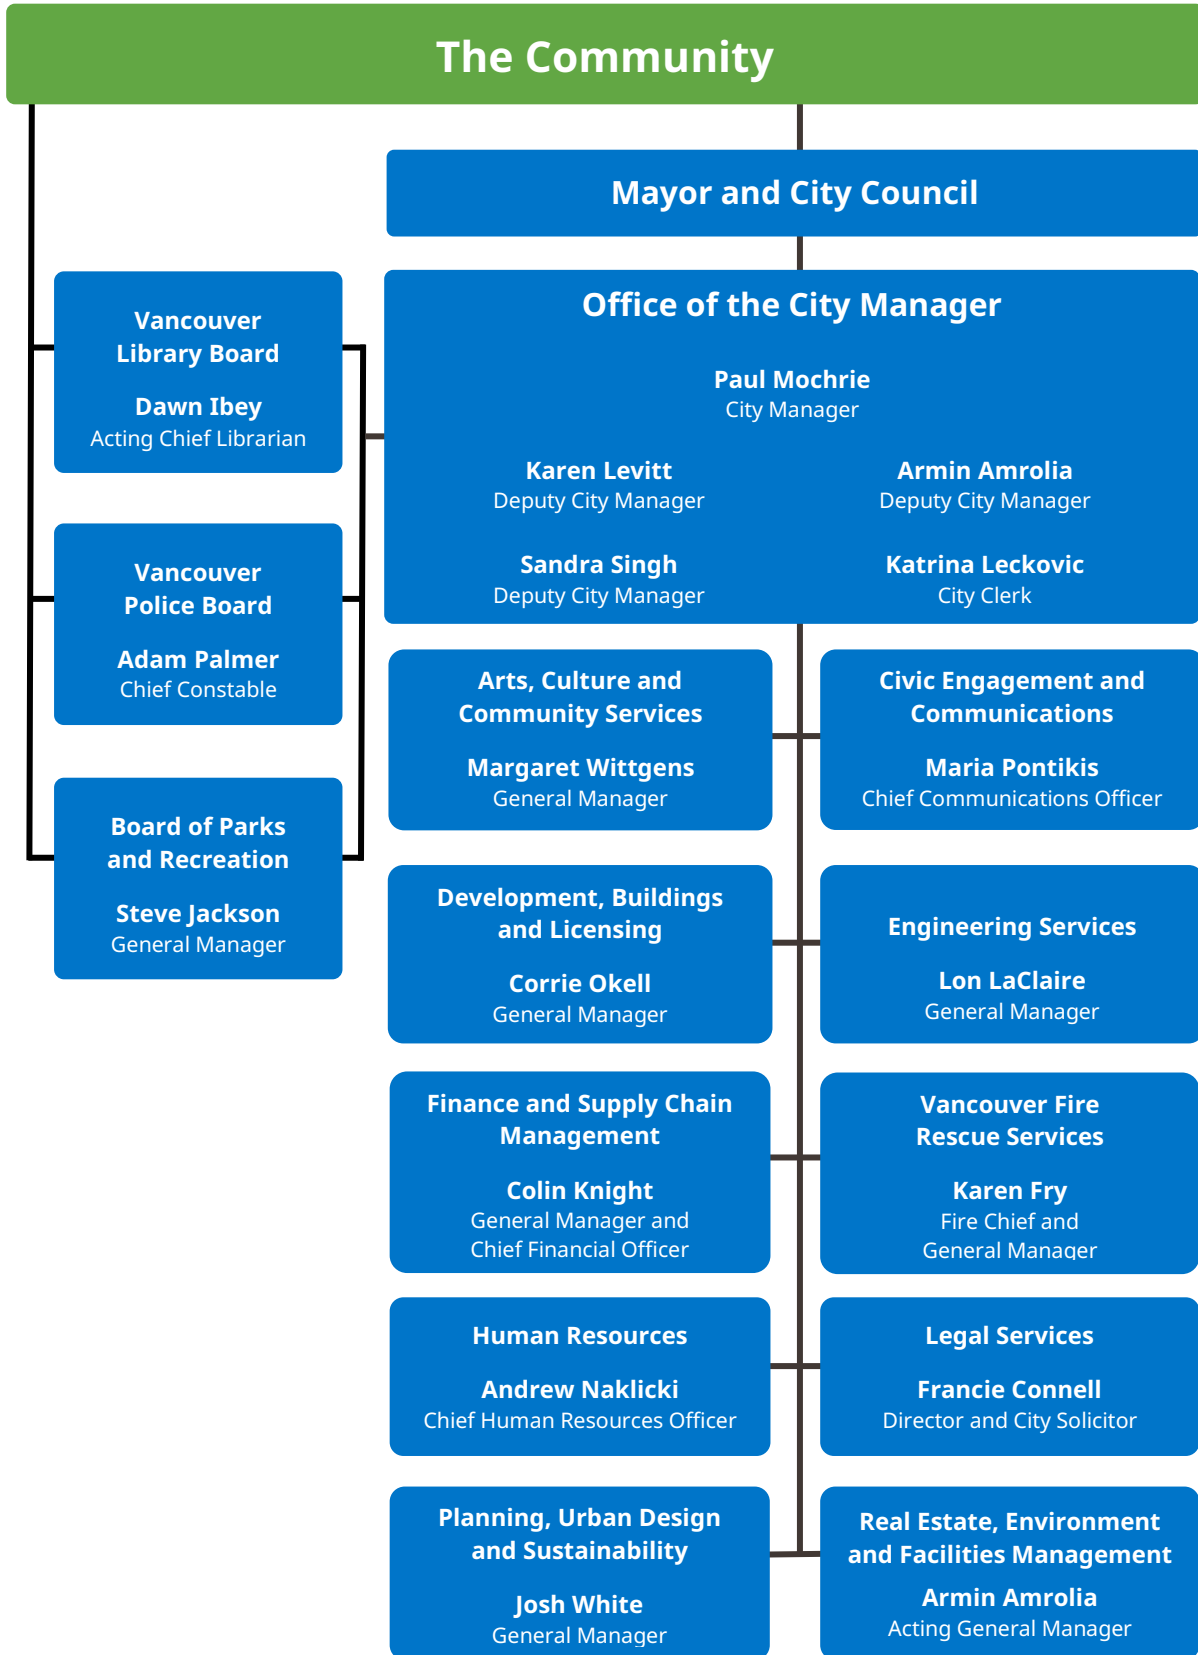 The Community
Mayor and City Council
Vancouver
Library Board
Dawn Ibey
Acting Chief Librarian
Vancouver
Police Board
Adam Palmer
Chief Constable
Board of Parks
and Recreation
Steve Jackson
General Manager
Office of the City Manager
Paul Mochrie
City Manager
Karen Levitt
Deputy City Manager
Armin Amrolia
Deputy City Manager
Sandra Singh
Deputy City Manager
Katrina Leckovic
City Clerk
Arts, Culture and
Community Services
Margaret Wittgens
General Manager
Civic Engagement and
Communications
Maria Pontikis
Chief Communications Officer
Development, Buildings
and Licensing
Corrie Okell
General Manager
Engineering Services
Lon LaClaire
General Manager
Finance and Supply Chain
Management
Colin Knight
General Manager and
Chief Financial Officer
Vancouver Fire
Rescue Services
Karen Fry
Fire Chief and
General Manager
Human Resources
Andrew Naklicki
Chief Human Resources Officer
Legal Services
Francie Connell
Director and City Solicitor
Planning, Urban Design
and Sustainability
Josh White
General Manager
Real Estate, Environment
and Facilities Management
Armin Amrolia
Acting General Manager